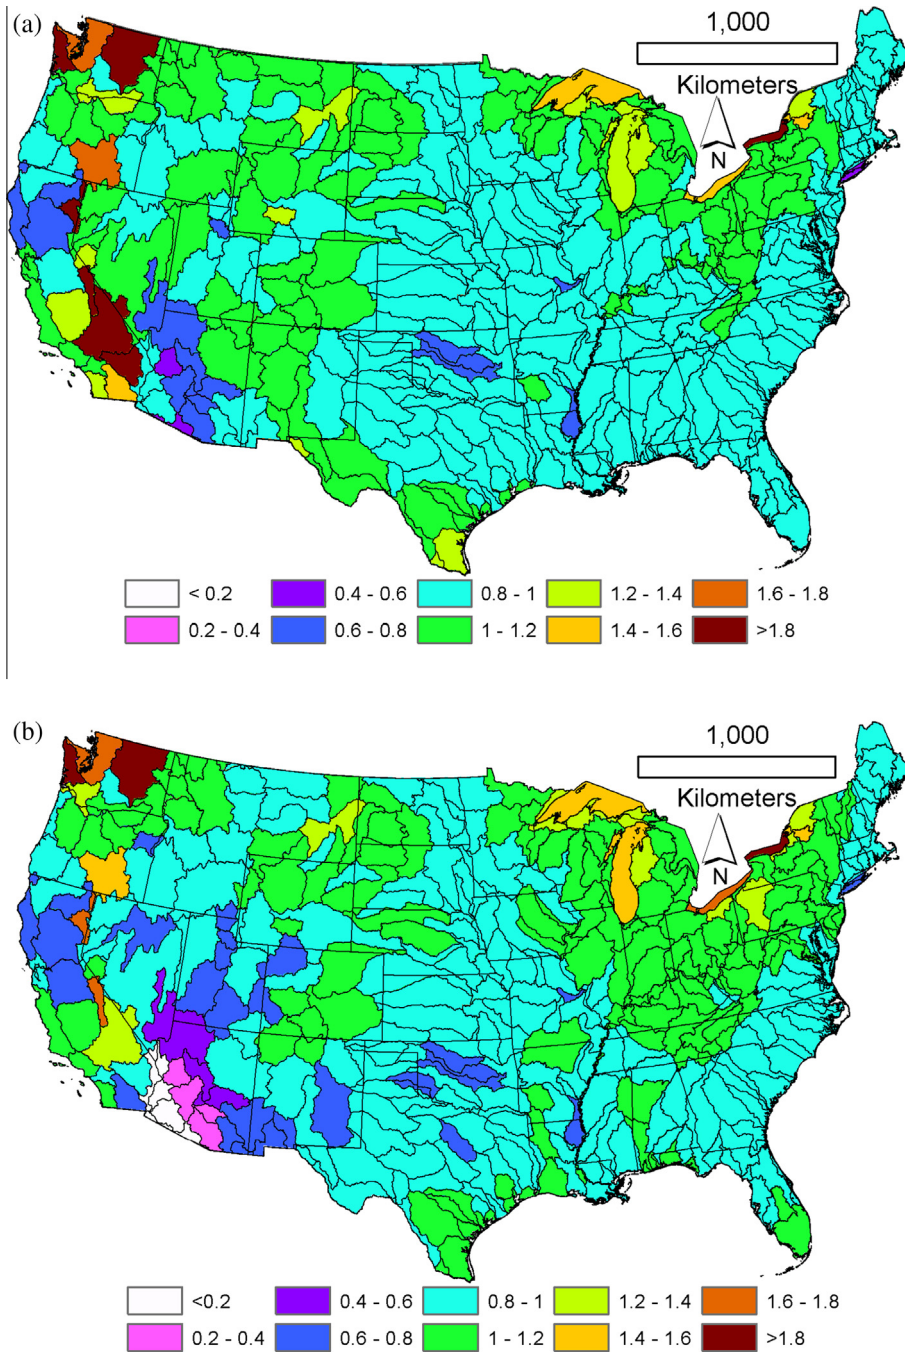 (a)
1,000
Kilometers
N
< 0.2
0.4 - 0.6
0.8 - 1
1.2 - 1.4
1.6 - 1.8
0.2 - 0.4
0.6 - 0.8
1 - 1.2
1.4 - 1.6
>1.8
(b)
1,000
Kilometers
N
<0.2
0.4 - 0.6
0.8 - 1
1.2 - 1.4
1.6 - 1.8
0.2 - 0.4
0.6 - 0.8
1 - 1.2
1.4 - 1.6
>1.8